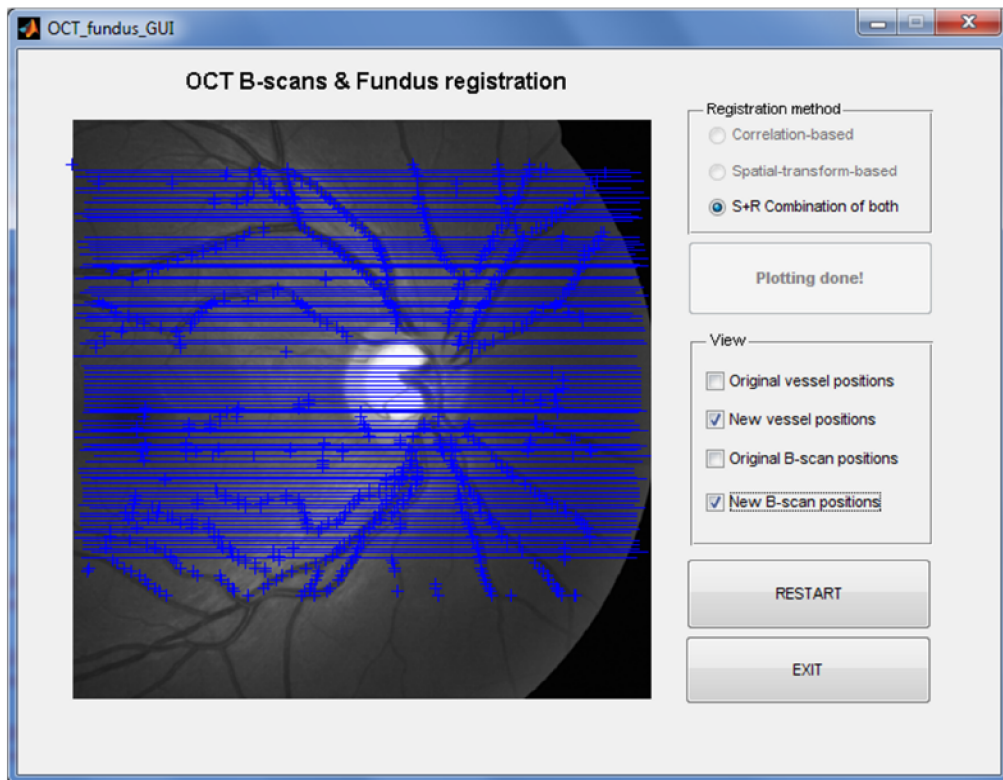 OCT_fundus_GUI
OCT B-scans & Fundus registration
Registration method
Correlation-based
Spatial-transform-based
S+R Combination of both
Plotting done!
View
Original vessel positions
New vessel positions
Original B-scan positions
New B-scan positions
RESTART
EXIT